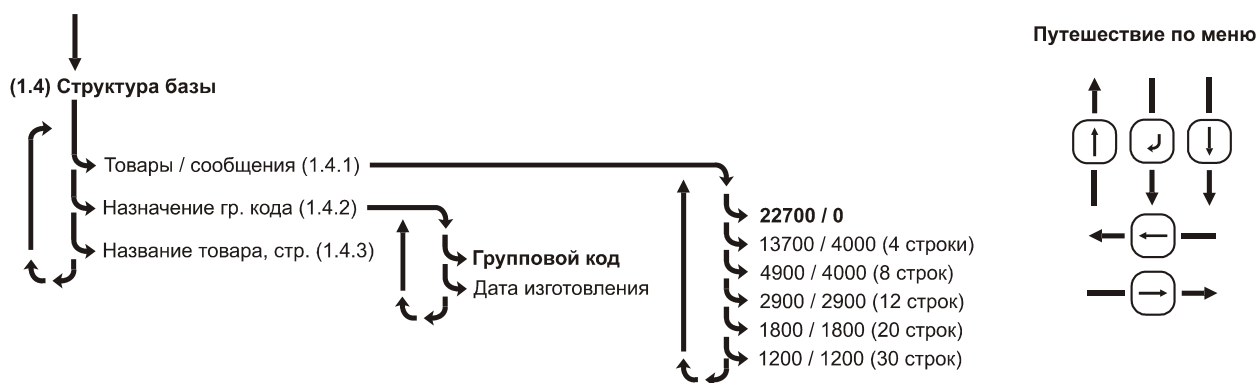 Путешествие по меню
(1.4) Структура базы
Товары / сообщения (1.4.1)
Назначение гр. кода (1.4.2)
Название товара, стр. (1.4.3)
Групповой код
Дата изготовления
22700 / 0
13700 / 4000 (4 строки)
4900 / 4000 (8 строк)
2900 / 2900 (12 строк)
1800 / 1800 (20 строк)
1200 / 1200 (30 строк)